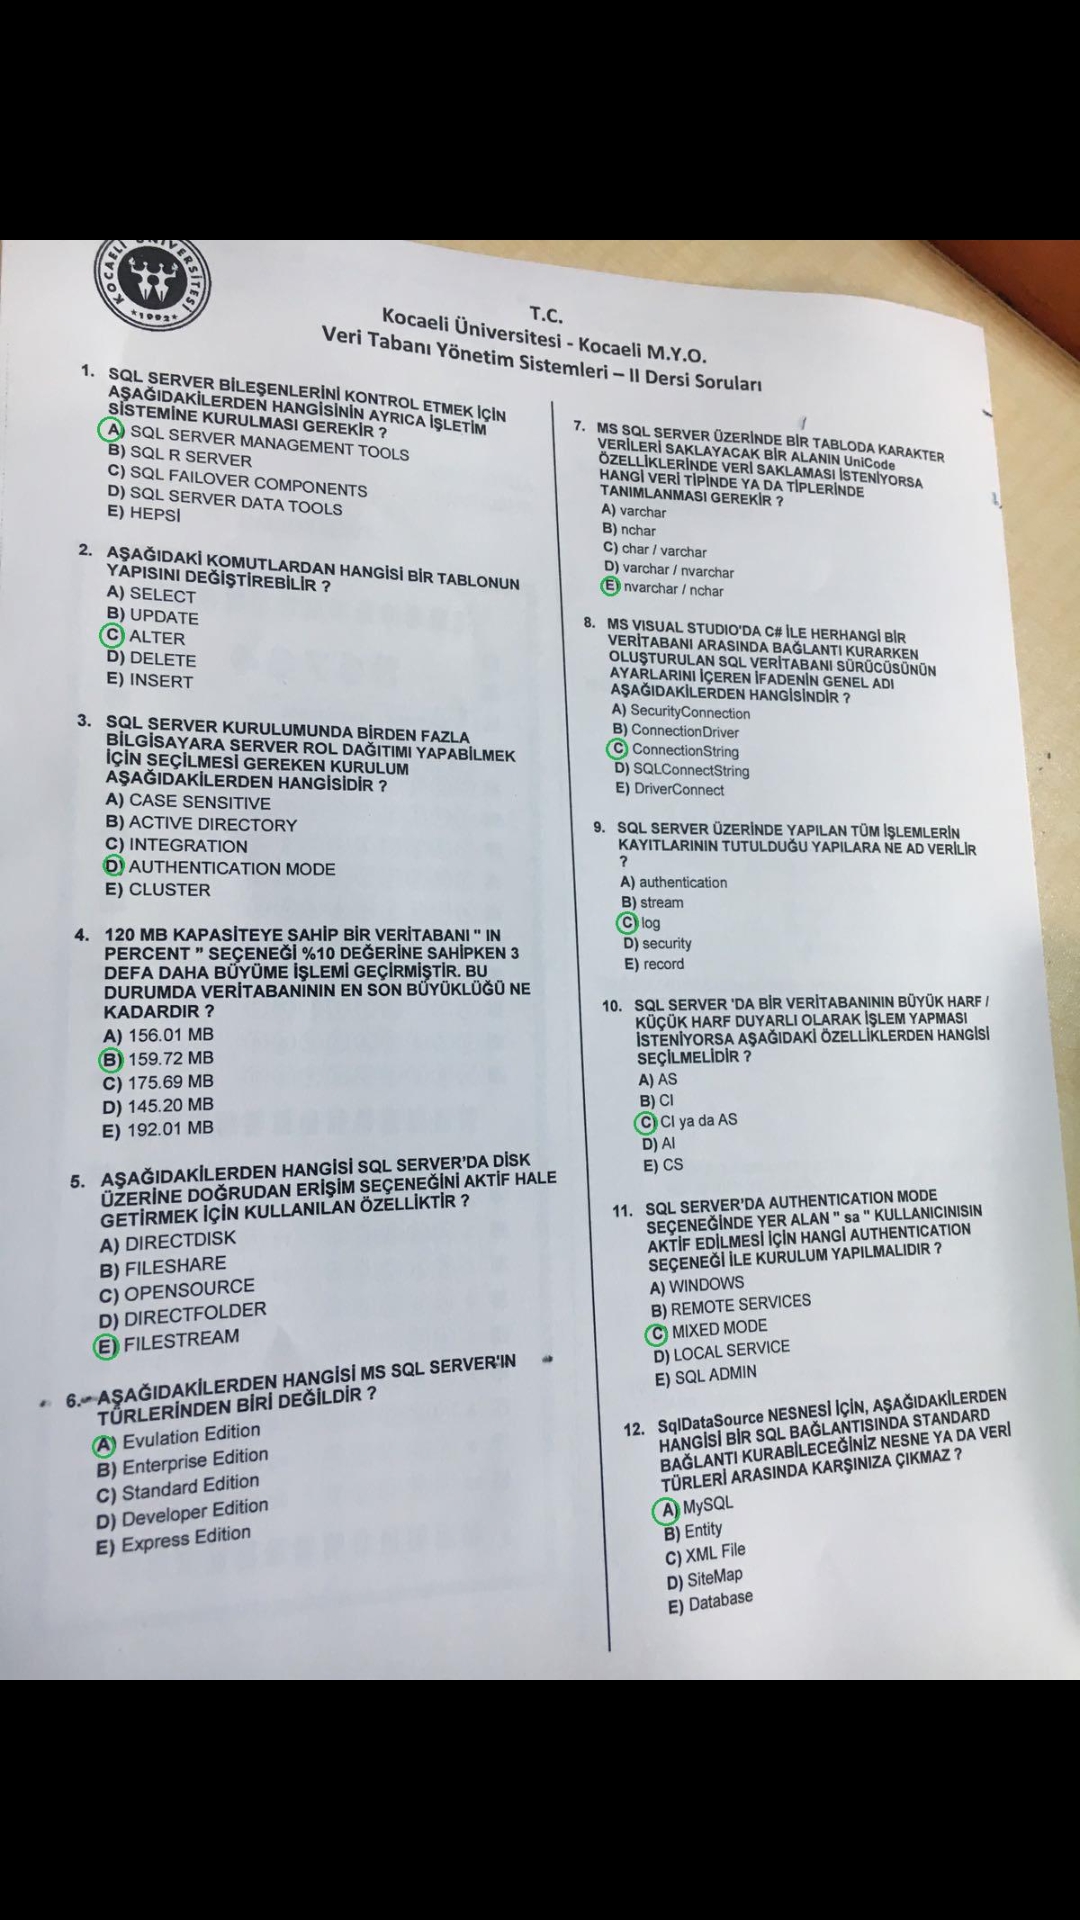 KOCAELİ ÜNİVERSİTESİ
*1992*
T.C.
Kocaeli Üniversitesi - Kocaeli M.Y.O.
Veri Tabanı Yönetim Sistemleri – II Dersi Soruları
1. SQL SERVER BİLEŞENLERİNİ KONTROL ETMEK İÇİN
AŞAĞIDAKİLERDEN HANGİSİNİN AYRICA İŞLETİM
SİSTEMİNE KURULMASI GEREKİR ?
A) SQL SERVER MANAGEMENT TOOLS
B) SQL R SERVER
C) SQL FAILOVER COMPONENTS
D) SQL SERVER DATA TOOLS
E) HEPSİ
2. AŞAĞIDAKİ KOMUTLARDAN HANGİSİ BİR TABLONUN
YAPISINI DEĞİŞTİREBİLİR ?
A) SELECT
B) UPDATE
C) ALTER
D) DELETE
E) INSERT
3. SQL SERVER KURULUMUNDA BİRDEN FAZLA
BİLGİSAYARA SERVER ROL DAĞITIMI YAPABİLMEK
İÇİN SEÇİLMESİ GEREKEN KURULUM
AŞAĞIDAKİLERDEN HANGİSİDİR ?
A) CASE SENSITIVE
B) ACTIVE DIRECTORY
C) INTEGRATION
D) AUTHENTICATION MODE
E) CLUSTER
4. 120 MB KAPASİTEYE SAHİP BİR VERİTABANI " IN
PERCENT " SEÇENEĞİ %10 DEĞERİNE SAHİPKEN 3
DEFA DAHA BÜYÜME İŞLEMİ GEÇİRMİŞTİR. BU
DURUMDA VERİTABANININ EN SON BÜYÜKLÜĞÜ NE
KADARDIR ?
A) 156.01 MB
B) 159.72 MB
C) 175.69 MB
D) 145.20 MB
E) 192.01 MB
5. AŞAĞIDAKİLERDEN HANGİSİ SQL SERVER'DA DİSK
ÜZERİNE DOĞRUDAN ERİŞİM SEÇENEĞİNİ AKTİF HALE
GETİRMEK İÇİN KULLANILAN ÖZELLİKTİR ?
A) DIRECTDISK
B) FILESHARE
C) OPENSOURCE
D) DIRECTFOLDER
E) FILESTREAM
6. AŞAĞIDAKİLERDEN HANGİSİ MS SQL SERVER'IN
TÜRLERİNDEN BİRİ DEĞİLDİR ?
A) Evulation Edition
B) Enterprise Edition
C) Standard Edition
D) Developer Edition
E) Express Edition
7. MS SQL SERVER ÜZERİNDE BİR TABLODA KARAKTER
VERİLERİ SAKLAYACAK BİR ALANIN UniCode
ÖZELLİKLERİNDE VERİ SAKLAMASI İSTENİYORSA
HANGİ VERİ TİPİNDE YA DA TİPLERİNDE
TANIMLANMASI GEREKİR ?
A) varchar
B) nchar
C) char / varchar
D) varchar / nvarchar
E) nvarchar / nchar
8. MS VISUAL STUDIO'DA C# İLE HERHANGİ BİR
VERİTABANI ARASINDA BAĞLANTI KURARKEN
OLUŞTURULAN SQL VERİTABANI SÜRÜCÜSÜNÜN
AYARLARINI İÇEREN İFADENİN GENEL ADI
AŞAĞIDAKİLERDEN HANGİSİNDİR ?
A) SecurityConnection
B) ConnectionDriver
C) ConnectionString
D) SQLConnectString
E) DriverConnect
9. SQL SERVER ÜZERİNDE YAPILAN TÜM İŞLEMLERİN
KAYITLARININ TUTULDUĞU YAPILARA NE AD VERİLİR
?
A) authentication
B) stream
C) log
D) security
E) record
10. SQL SERVER 'DA BİR VERİTABANININ BÜYÜK HARF /
KÜÇÜK HARF DUYARLI OLARAK İŞLEM YAPMASI
İSTENİYORSA AŞAĞIDAKİ ÖZELLİKLERDEN HANGİSİ
SEÇİLMELİDİR ?
A) AS
B) CI
C) CI ya da AS
D) AI
E) CS
11. SQL SERVER'DA AUTHENTICATION MODE
SEÇENEĞİNDE YER ALAN " sa " KULLANICINISIN
AKTİF EDİLMESİ İÇİN HANGİ AUTHENTICATION
SEÇENEĞİ İLE KURULUM YAPILMALIDIR ?
A) WINDOWS
B) REMOTE SERVICES
C) MIXED MODE
D) LOCAL SERVICE
E) SQL ADMIN
12. SqlDataSource NESNESİ İÇİN, AŞAĞIDAKİLERDEN
HANGİSİ BİR SQL BAĞLANTISINDA STANDARD
BAĞLANTI KURABİLECEĞİNİZ NESNE YA DA VERİ
TÜRLERİ ARASINDA KARŞINIZA ÇIKMAZ ?
A) MySQL
B) Entity
C) XML File
D) SiteMap
E) Database